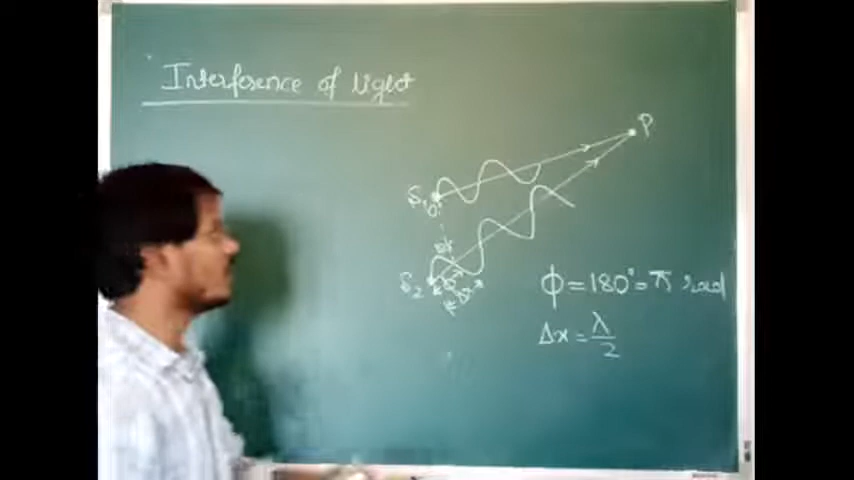 Interference of light
P
S₁
S₂
Φ = 180° = π rad
Δx = λ/2